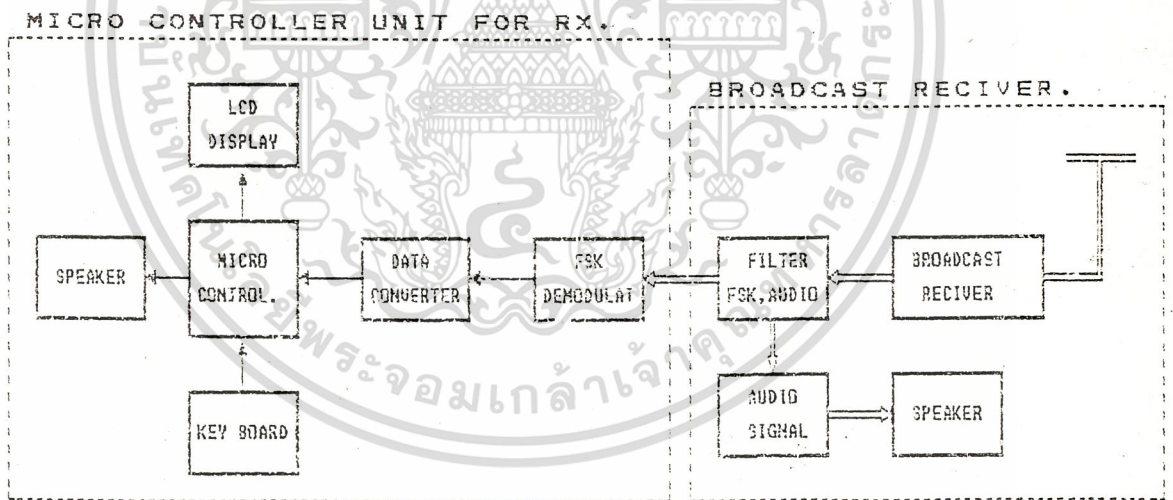 MICRO CONTROLLER UNIT FOR RX.
BROADCAST RECIVER.
LCD
DISPLAY
SPEAKER
MICRO
CONTROL.
DATA
CONVERTER
FSK
DEMODULAT
FILTER
FSK,AUDIO
BROADCAST
RECIVER
KEY BOARD
AUDIO
SIGNAL
SPEAKER